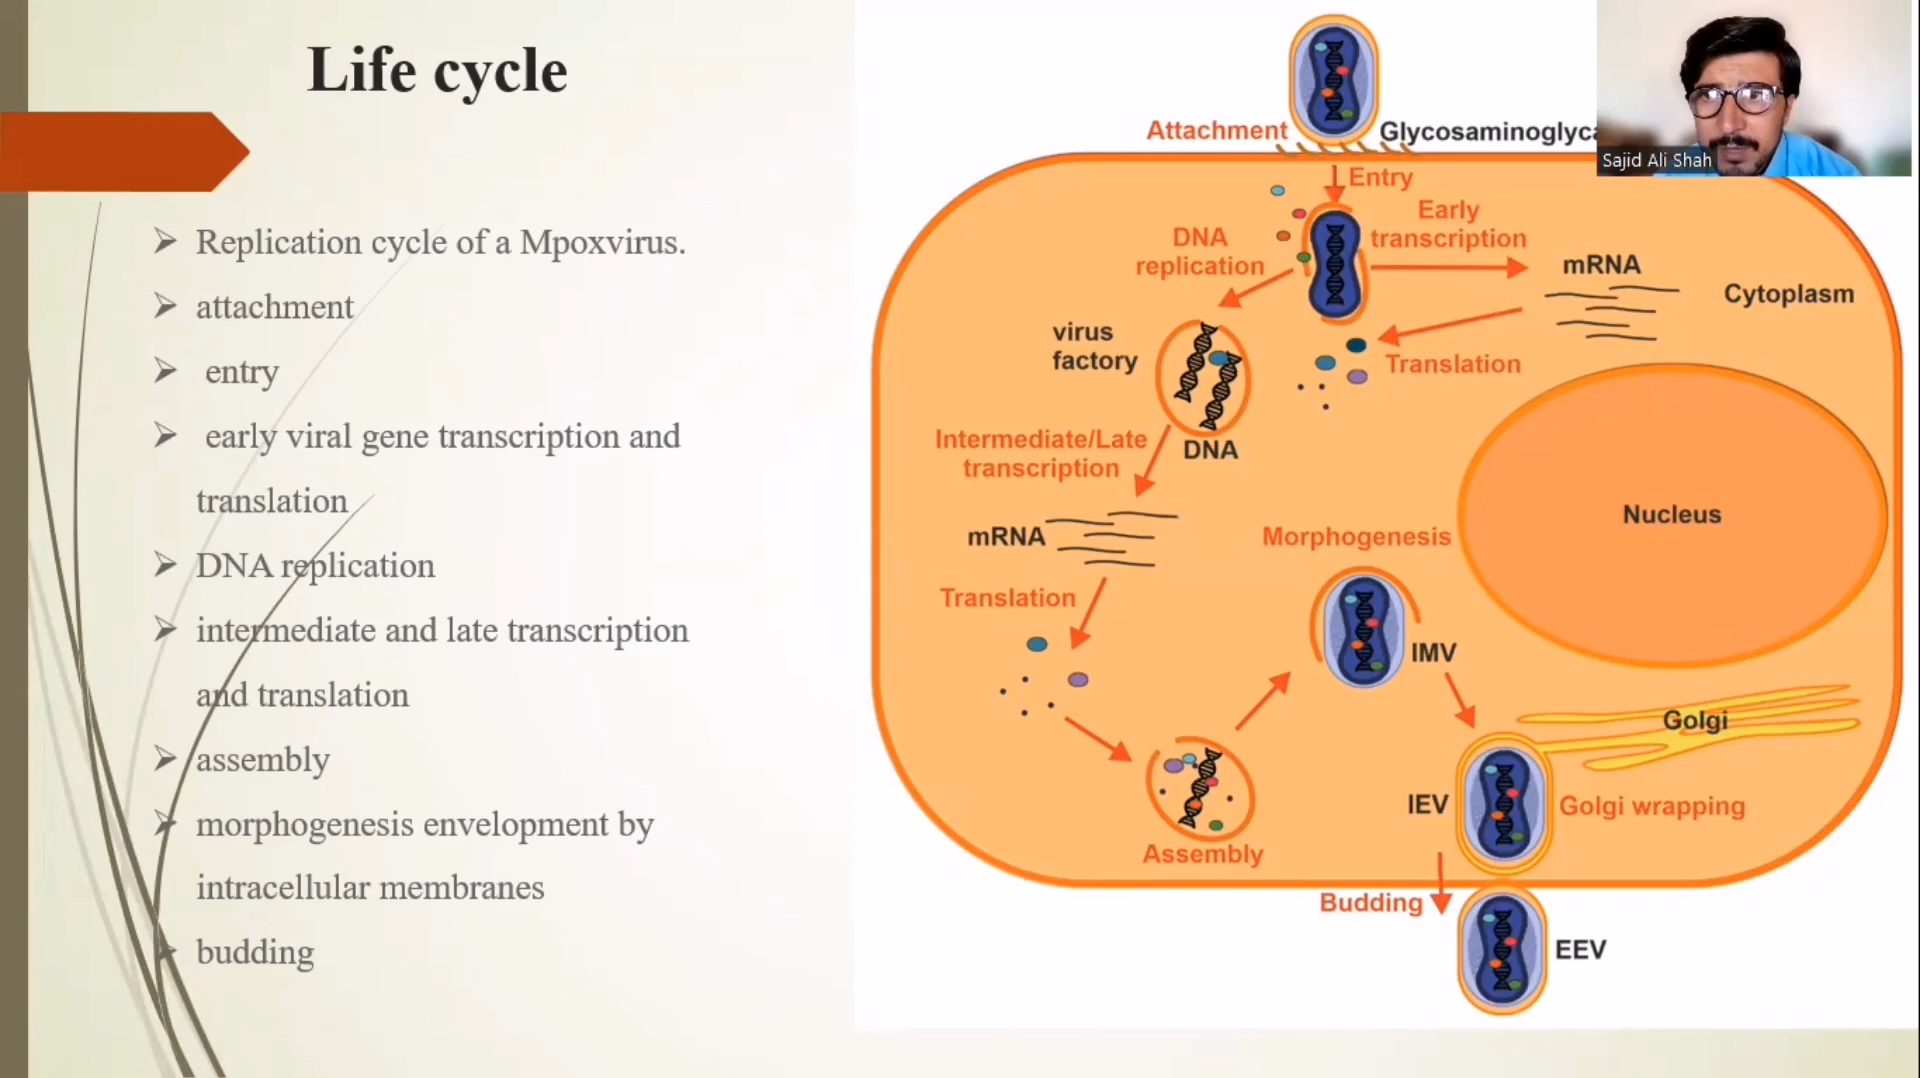 Life cycle
Replication cycle of a Mpoxvirus.
attachment
entry
early viral gene transcription and
translation
DNA replication
intermediate and late transcription
and translation
assembly
morphogenesis envelopment by
intracellular membranes
budding
Attachment
Glycosaminoglyca
Sajid Ali Shah
Entry
Early
transcription
DNA
replication
mRNA
Cytoplasm
virus
factory
Translation
DNA
Intermediate/Late
transcription
mRNA
Nucleus
Morphogenesis
Translation
IMV
Golgi
IEV
Golgi wrapping
Assembly
Budding
EEV